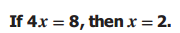 If 4x = 8, then x = 2.